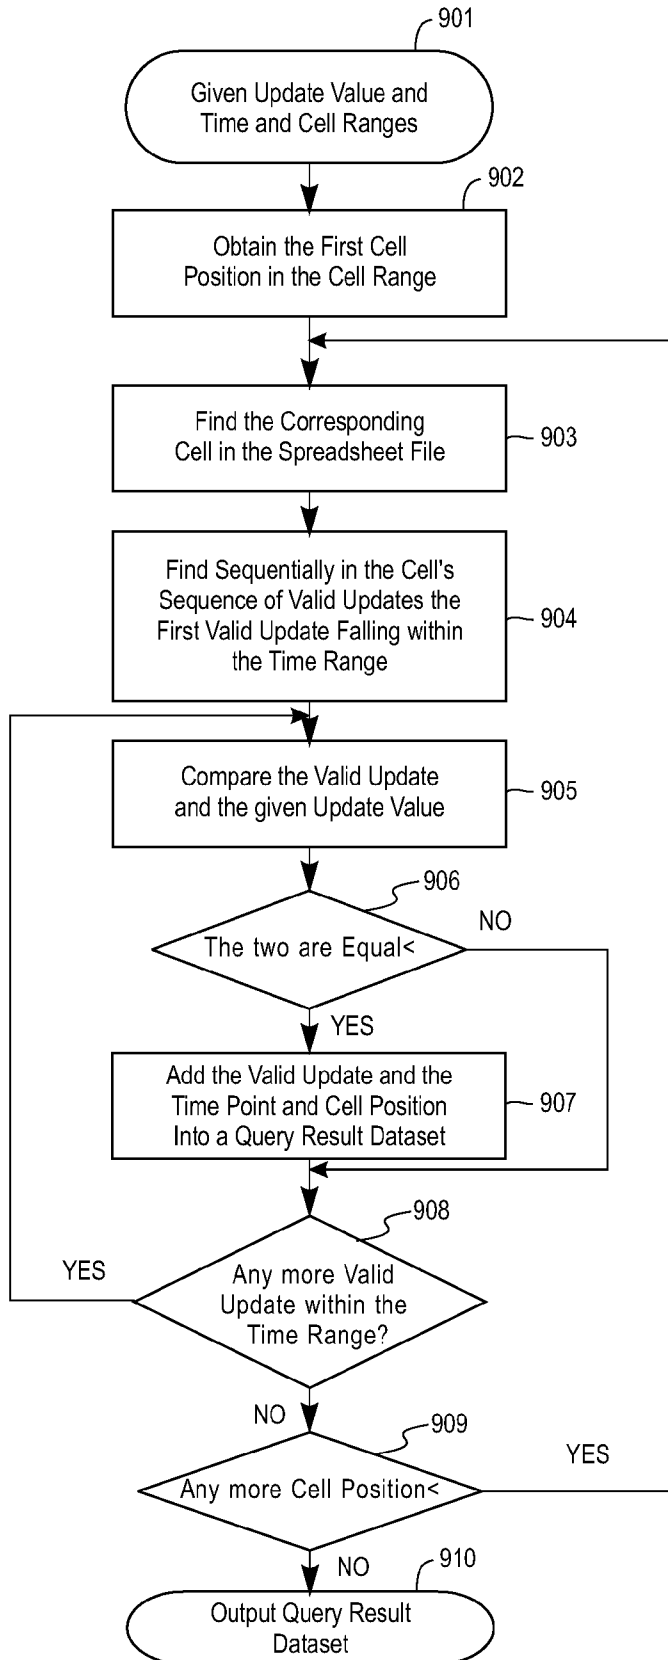 901
Given Update Value and
Time and Cell Ranges
902
Obtain the First Cell
Position in the Cell Range
Find the Corresponding
Cell in the Spreadsheet File
903
Find Sequentially in the Cell's
Sequence of Valid Updates the
First Valid Update Falling within
the Time Range
904
Compare the Valid Update
and the given Update Value
905
906
The two are Equal<
NO
YES
Add the Valid Update and the
Time Point and Cell Position
Into a Query Result Dataset
907
908
Any more Valid
Update within the
Time Range?
YES
NO
909
Any more Cell Position<
YES
NO
910
Output Query Result
Dataset